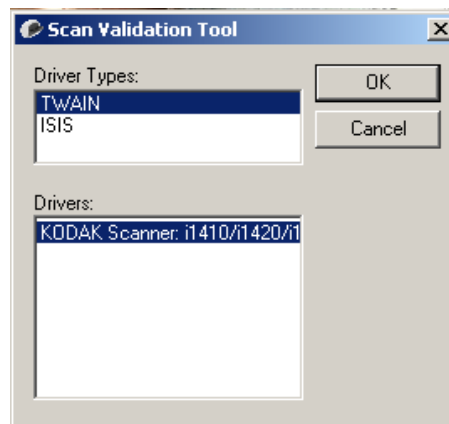 Scan Validation Tool
Driver Types:
TWAIN
ISIS
OK
Cancel
Drivers:
KODAK Scanner: i1410/i1420/i1